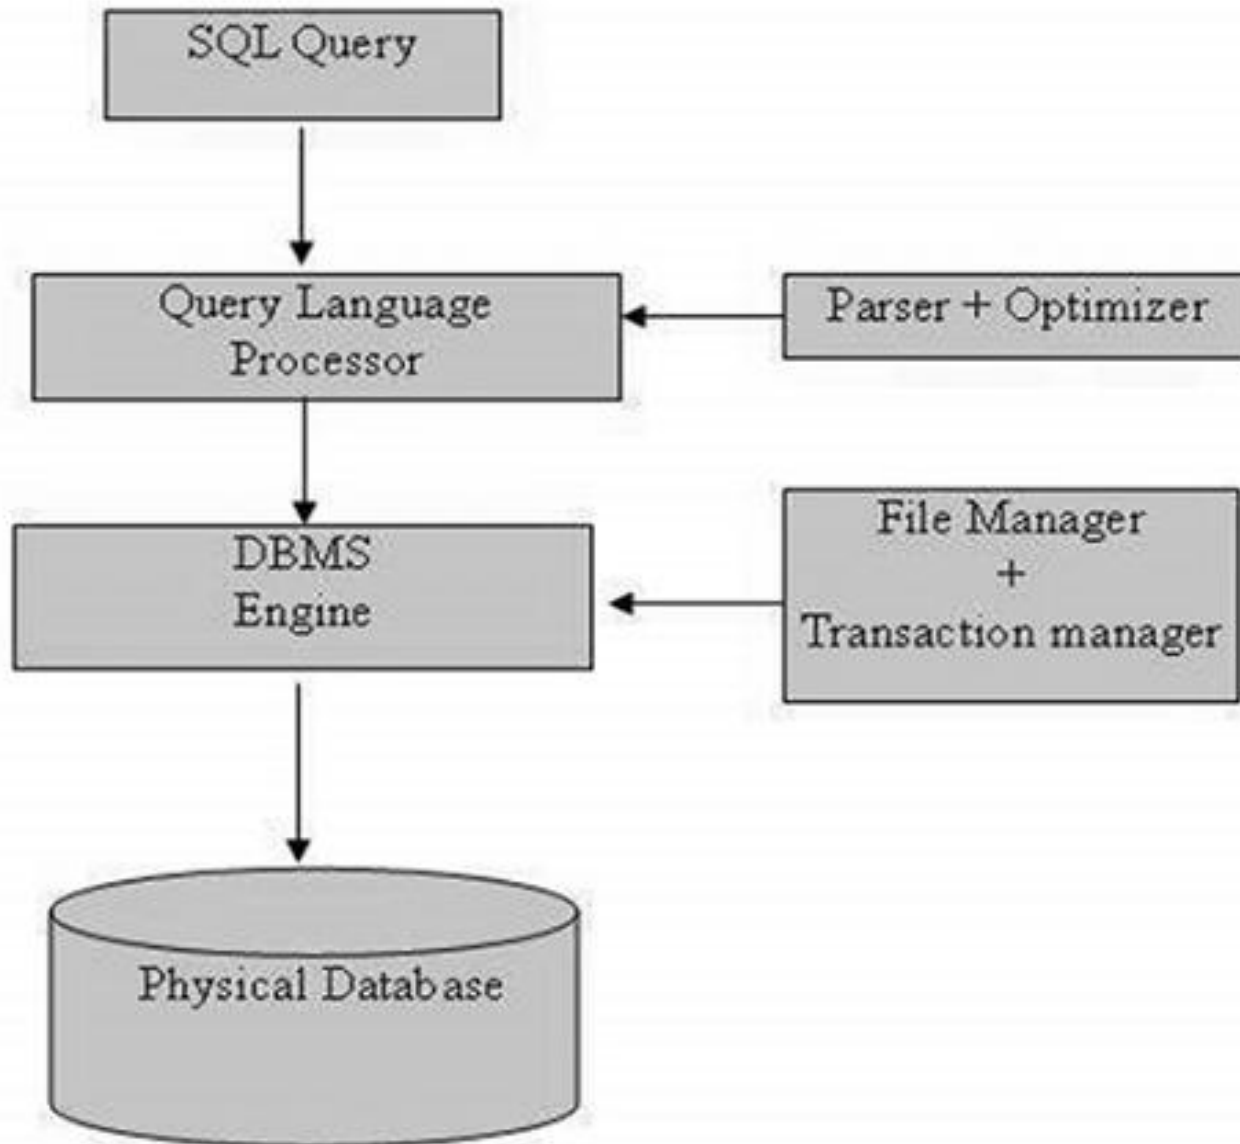 SQL Query
Query Language
Processor
Parser + Optimizer
DBMS
Engine
File Manager
+
Transaction manager
Physical Database